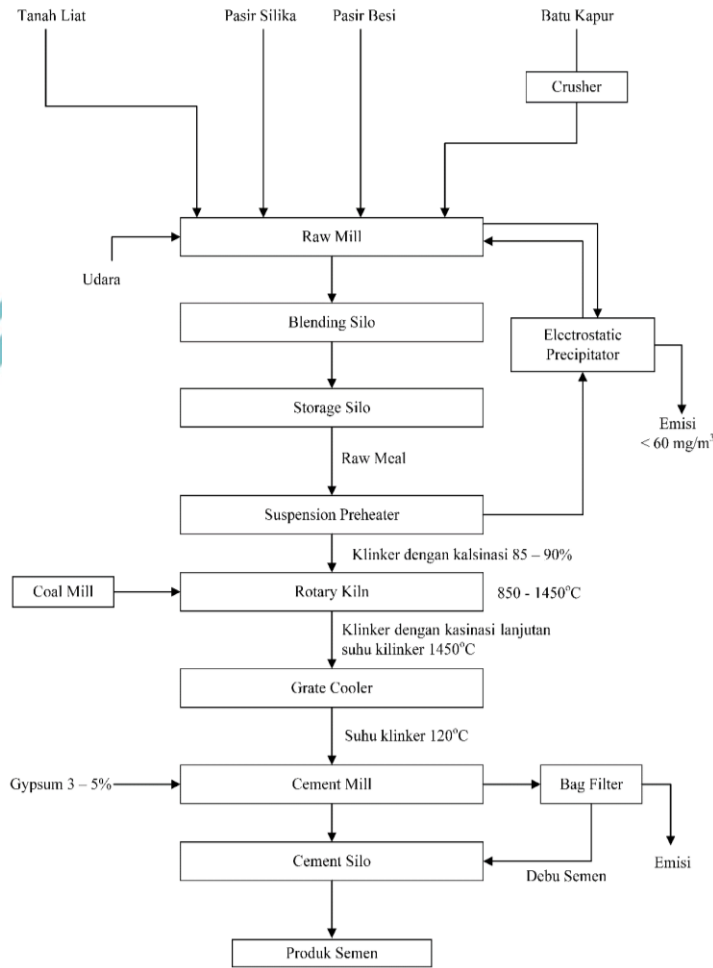 Tanah Liat
Pasir Silika
Pasir Besi
Batu Kapur
Crusher
Raw Mill
Udara
Blending Silo
Electrostatic
Precipitator
Storage Silo
Emisi
< 60 mg/m³
Raw Meal
Suspension Preheater
Klinker dengan kalsinasi 85 – 90%
Coal Mill
Rotary Kiln
850 - 1450°C
Klinker dengan kasinasi lanjutan
suhu kilinker 1450°C
Grate Cooler
Suhu klinker 120°C
Gypsum 3 – 5%
Cement Mill
Bag Filter
Cement Silo
Emisi
Debu Semen
Produk Semen